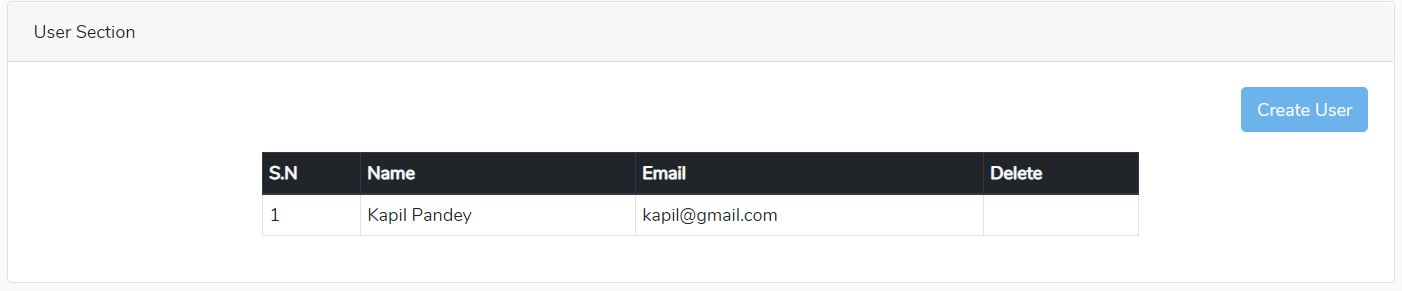 User Section
Create User
S.N Name Email Delete
1 Kapil Pandey kapil@gmail.com